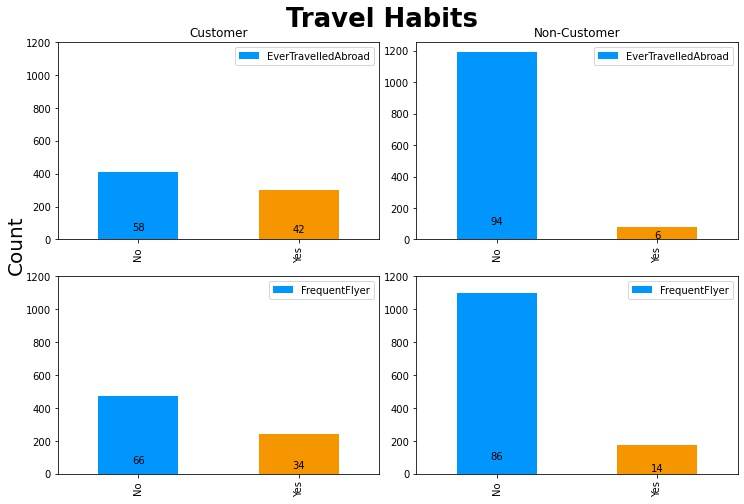 Travel Habits
Customer
1200
1000
800
600
400
200
0
EverTravelledAbroad
58
42
No
Yes
Non-Customer
1000
800
600
400
200
0
1200
EverTravelledAbroad
94
6
No
Yes
Count
1200
1000
800
600
400
200
0
FrequentFlyer
66
34
No
Yes
1200
1000
800
600
400
200
0
FrequentFlyer
86
14
No
Yes